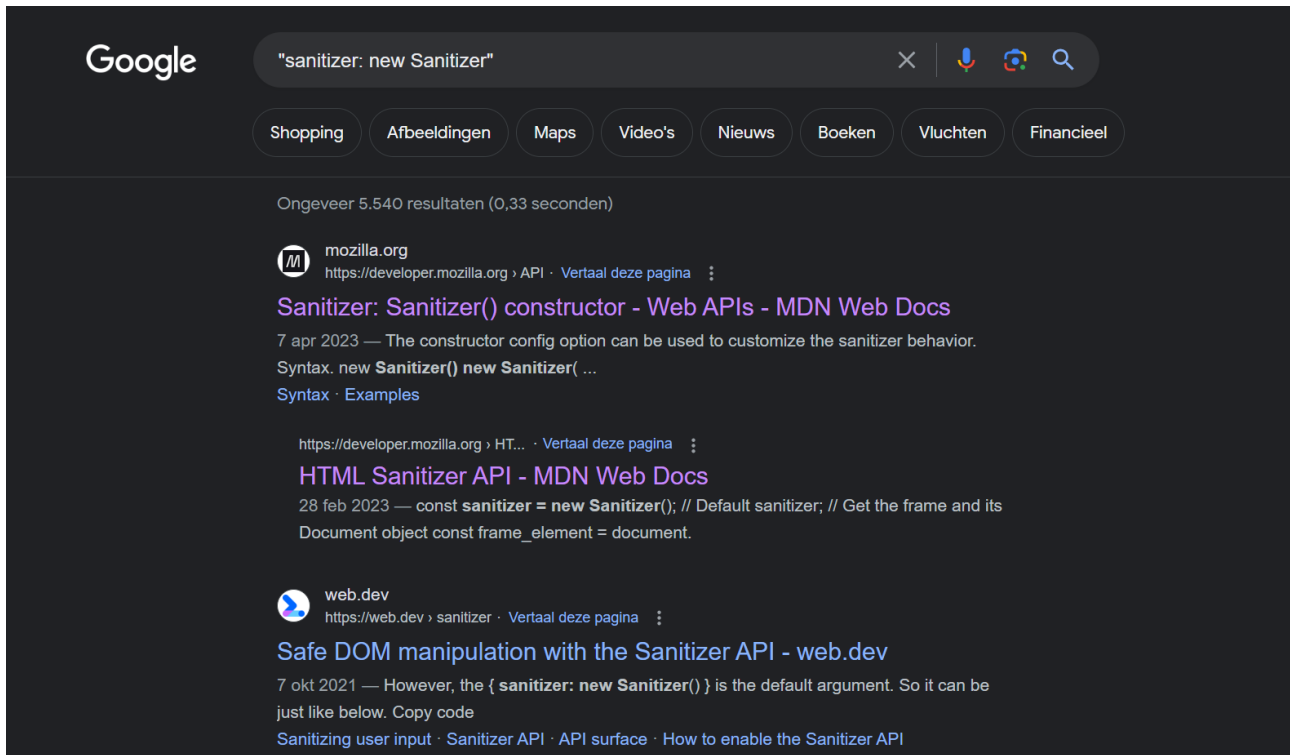 Google
"sanitizer: new Sanitizer"
Shopping Afbeeldingen Maps Video's Nieuws Boeken Vluchten Financieel
Ongeveer 5.540 resultaten (0,33 seconden)
mozilla.org
https://developer.mozilla.org › API · Vertaal deze pagina
Sanitizer: Sanitizer() constructor - Web APIs - MDN Web Docs
7 apr 2023 — The constructor config option can be used to customize the sanitizer behavior.
Syntax. new Sanitizer() new Sanitizer( ...
Syntax · Examples
https://developer.mozilla.org › HT... · Vertaal deze pagina
HTML Sanitizer API - MDN Web Docs
28 feb 2023 — const sanitizer = new Sanitizer(); // Default sanitizer; // Get the frame and its
Document object const frame_element = document.
web.dev
https://web.dev › sanitizer · Vertaal deze pagina
Safe DOM manipulation with the Sanitizer API - web.dev
7 okt 2021 — However, the { sanitizer: new Sanitizer() } is the default argument. So it can be
just like below. Copy code
Sanitizing user input · Sanitizer API · API surface · How to enable the Sanitizer API